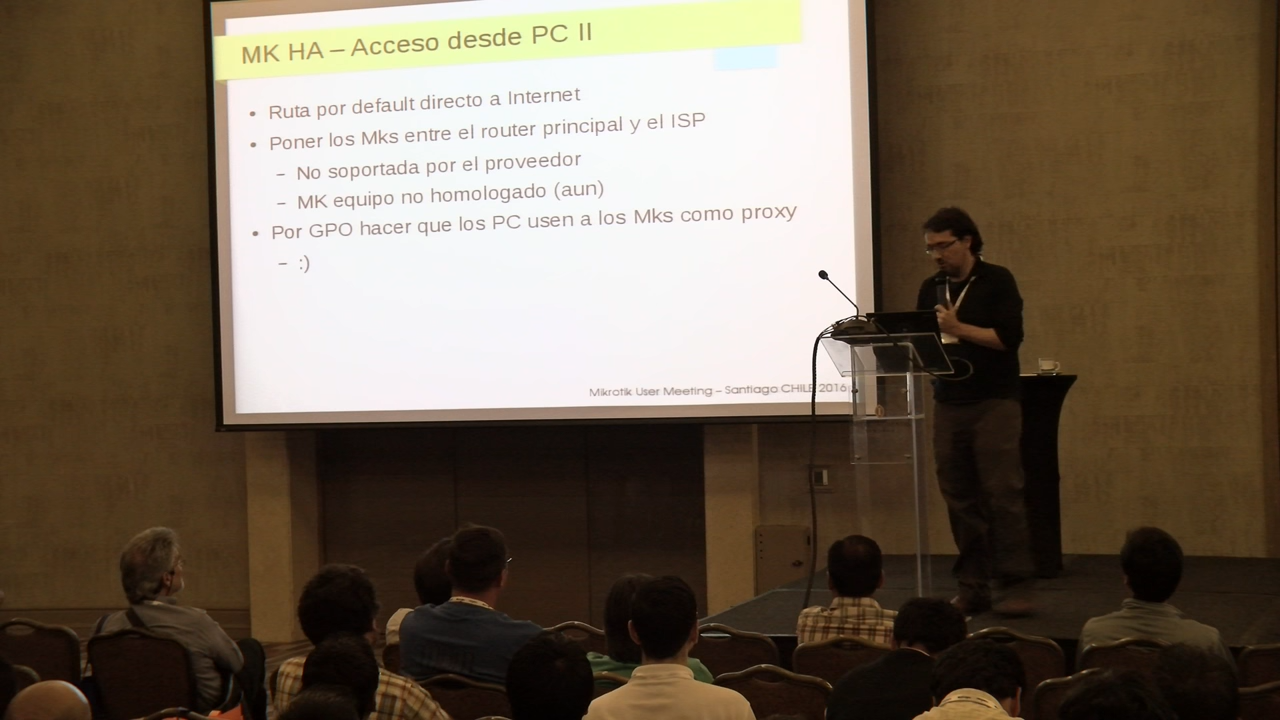 MK HA – Acceso desde PC II
• Ruta por default directo a Internet
• Poner los Mks entre el router principal y el ISP
– No soportada por el proveedor
– MK equipo no homologado (aun)
• Por GPO hacer que los PC usen a los Mks como proxy
– :)
Mikrotik User Meeting – Santiago CHILE 2016